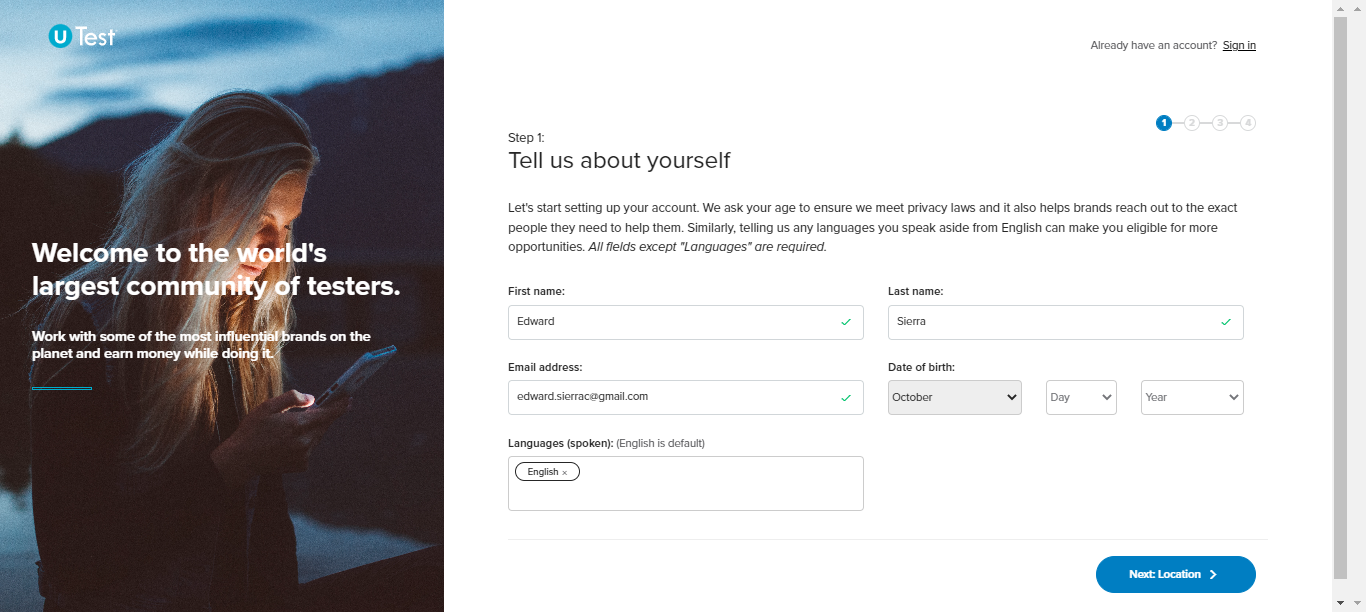 U Test
Already have an account? Sign in
1 2 3 4
Step 1:
Tell us about yourself
Let's start setting up your account. We ask your age to ensure we meet privacy laws and it also helps brands reach out to the exact
people they need to help them. Similarly, telling us any languages you speak aside from English can make you eligible for more
opportunities. All fields except "Languages" are required.
Welcome to the world's
largest community of testers.
Work with some of the most influential brands on the
planet and earn money while doing it.
First name:
Last name:
Edward
Sierra
Email address:
Date of birth:
edward.sierrac@gmail.com
October
Day
Year
Languages (spoken): (English is default)
English ×
Next: Location